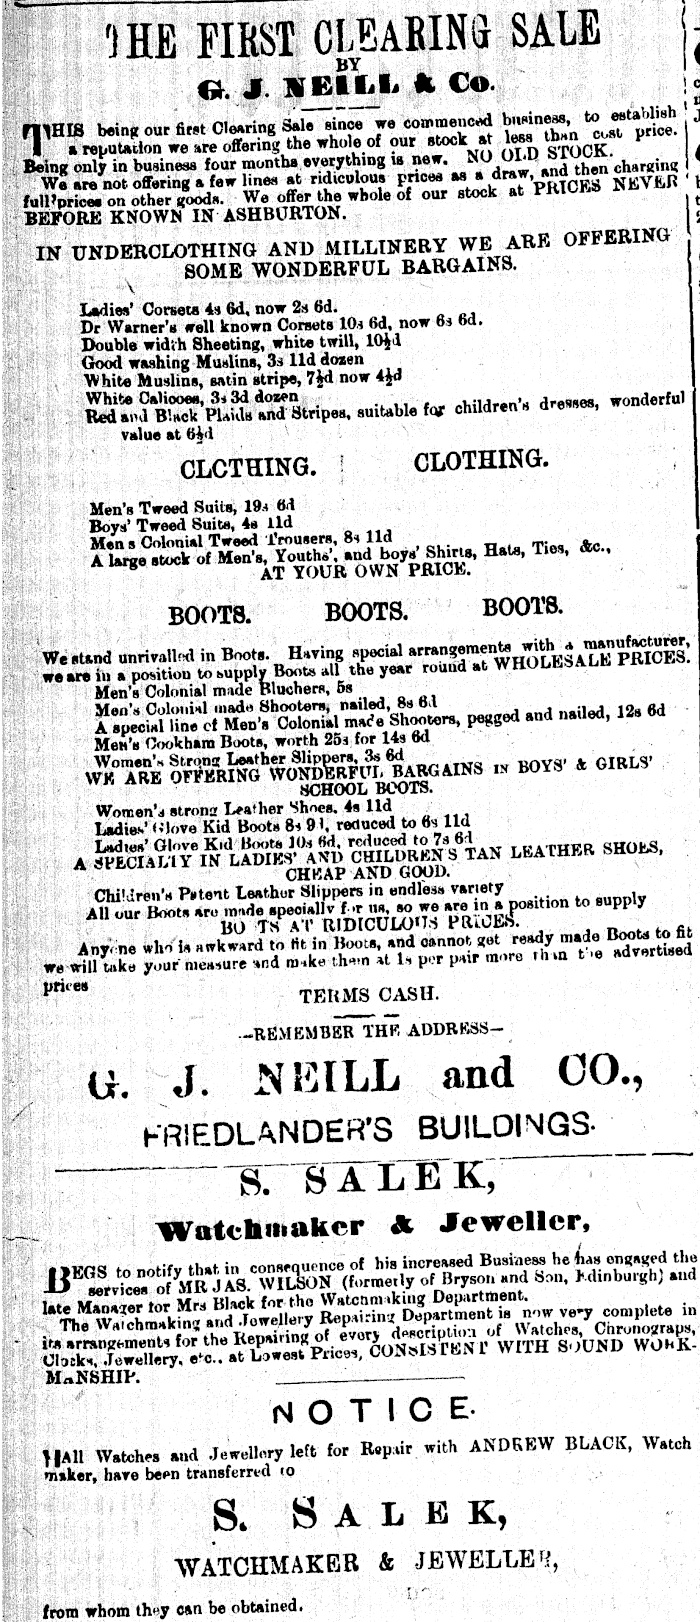 THE FIRST CLEARING SALE
BY
G. J. NEILL & Co.
THIS being our first Clearing Sale since we commenced business, to establish
a reputation we are offering the whole of our stock at less than cost price.
Being only in business four months everything is new. NO OLD STOCK.
We are not offering a few lines at ridiculous prices as a draw, and then charging
full prices on other goods. We offer the whole of our stock at PRICES NEVER
BEFORE KNOWN IN ASHBURTON.
IN UNDERCLOTHING AND MILLINERY WE ARE OFFERING
SOME WONDERFUL BARGAINS.
Ladies' Corsets 4s 6d, now 2s 6d.
Dr Warner's well known Corsets 10s 6d, now 6s 6d.
Double width Sheeting, white twill, 10½d
Good washing Muslins, 3s 11d dozen
White Muslins, satin stripe, 7½d now 4½d
White Calicoes, 3s 3d dozen
Red and Black Plaids and Stripes, suitable for children's dresses, wonderful
value at 6½d
CLOTHING. CLOTHING.
Men's Tweed Suits, 19s 6d
Boys' Tweed Suits, 4s 11d
Men s Colonial Tweed Trousers, 8s 11d
A large stock of Men's, Youths', and boys' Shirts, Hats, Ties, &c.,
AT YOUR OWN PRICE.
BOOTS. BOOTS. BOOTS.
We stand unrivalled in Boots. Having special arrangements with a manufacturer,
we are in a position to supply Boots all the year round at WHOLESALE PRICES.
Men's Colonial made Bluchers, 5s
Men's Colonial made Shooters, nailed, 8s 6d
A special line of Men's Colonial made Shooters, pegged and nailed, 12s 6d
Men's Cookham Boots, worth 25s for 14s 6d
Women's Strong Leather Slippers, 3s 6d
WE ARE OFFERING WONDERFUL BARGAINS IN BOYS' & GIRLS'
SCHOOL BOOTS.
Women's strong Leather Shoes, 4s 11d
Ladies' Glove Kid Boots 8s 9d, reduced to 6s 11d
Ladies' Glove Kid Boots 10s 6d, reduced to 7s 6d
A SPECIALTY IN LADIES' AND CHILDREN'S TAN LEATHER SHOES,
CHEAP AND GOOD.
Children's Patent Leather Slippers in endless variety
All our Boots are made specially for us, so we are in a position to supply
BOOTS AT RIDICULOUS PRICES.
Anyone who is awkward to fit in Boots, and cannot get ready made Boots to fit
we will take your measure and make them at 1s per pair more than the advertised
prices
TERMS CASH.
—REMEMBER THE ADDRESS—
G. J. NEILL and CO.,
FRIEDLANDER'S BUILDINGS.
S. SALEK,
Watchmaker & Jeweller,
BEGS to notify that in consequence of his increased Business he has engaged the
services of MR JAS. WILSON (formerly of Bryson and Son, Edinburgh) and
late Manager for Mrs Black for the Watchmaking Department.
The Watchmaking and Jewellery Repairing Department is now very complete in
its arrangements for the Repairing of every description of Watches, Chronograps,
Clocks, Jewellery, etc., at Lowest Prices, CONSISTENT WITH SOUND WORK-
MANSHIP.
NOTICE.
All Watches and Jewellery left for Repair with ANDREW BLACK, Watch
maker, have been transferred to
S. SALEK,
WATCHMAKER & JEWELLER,
from whom they can be obtained.